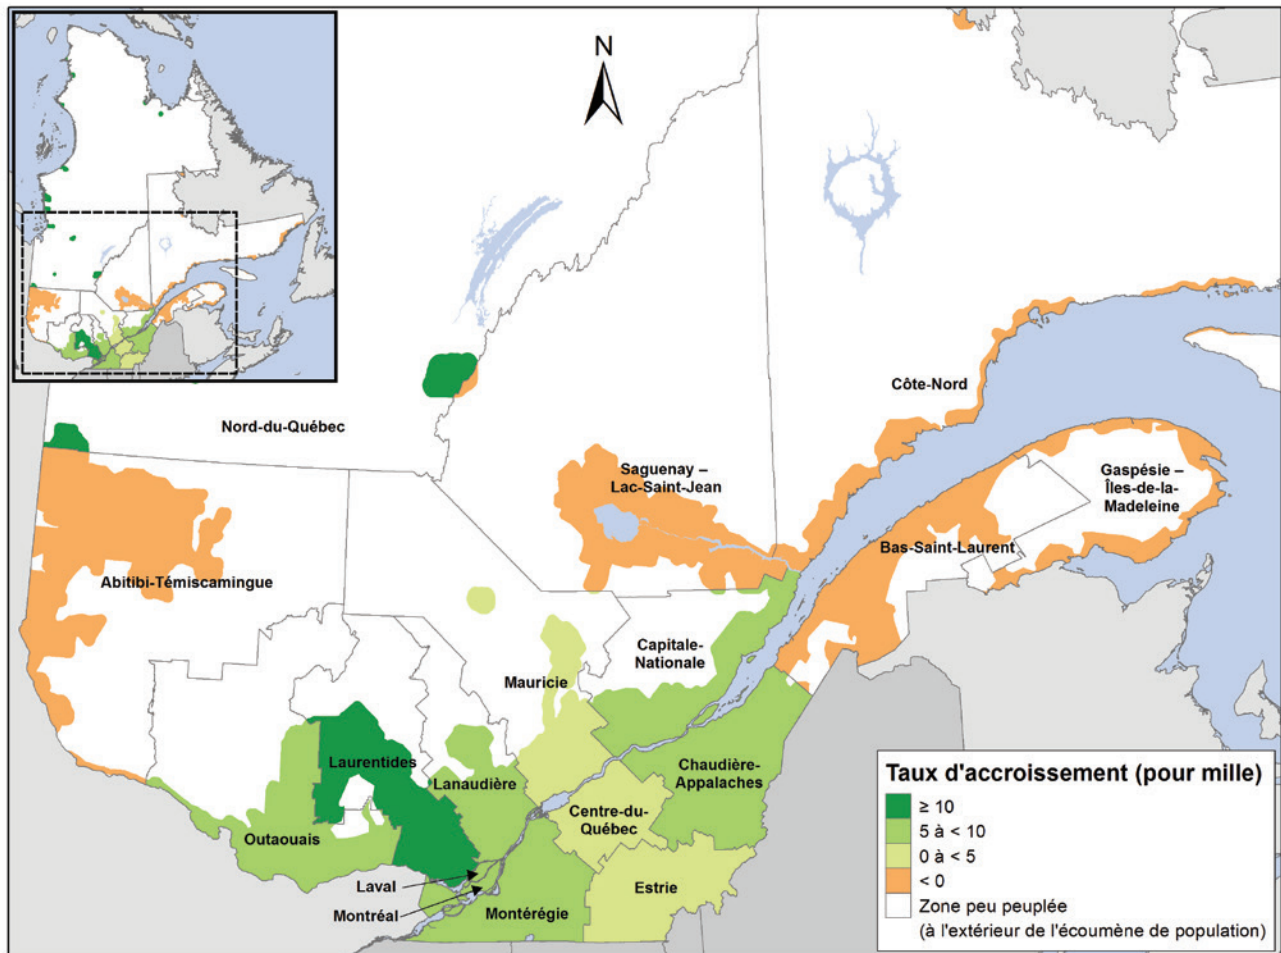 N
Côte-Nord
Nord-du-Québec
Saguenay –
Lac-Saint-Jean
Gaspésie –
Îles-de-la-
Madeleine
Bas-Saint-Laurent
Abitibi-Témiscamingue
Capitale-
Nationale
Mauricie
Laurentides
Lanaudière
Chaudière-
Appalaches
Centre-du-
Québec
Outaouais
Laval
Estrie
Montréal
Montérégie
Taux d'accroissement (pour mille)
≥ 10
5 à < 10
0 à < 5
< 0
Zone peu peuplée
(à l'extérieur de l'écoumène de population)